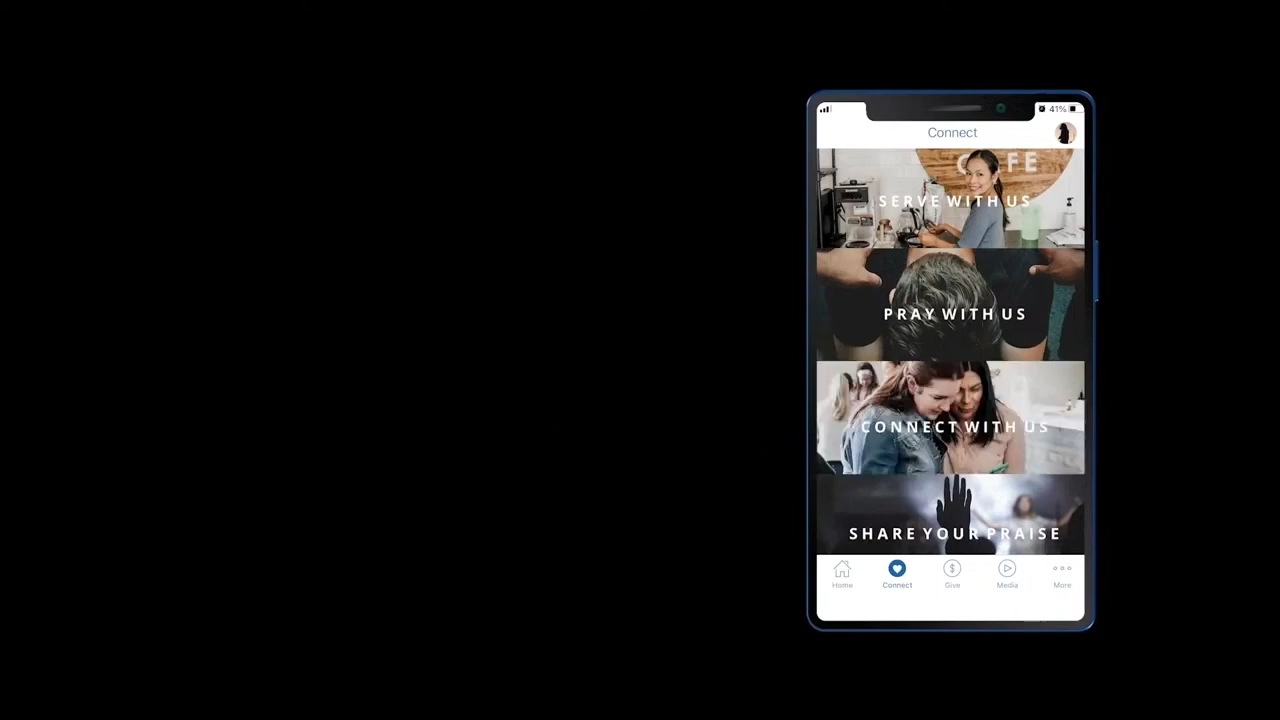 41%
Connect
CAFE
SERVE WITH US
PRAY WITH US
CONNECT WITH US
SHARE YOUR PRAISE
Home Connect Give Media More